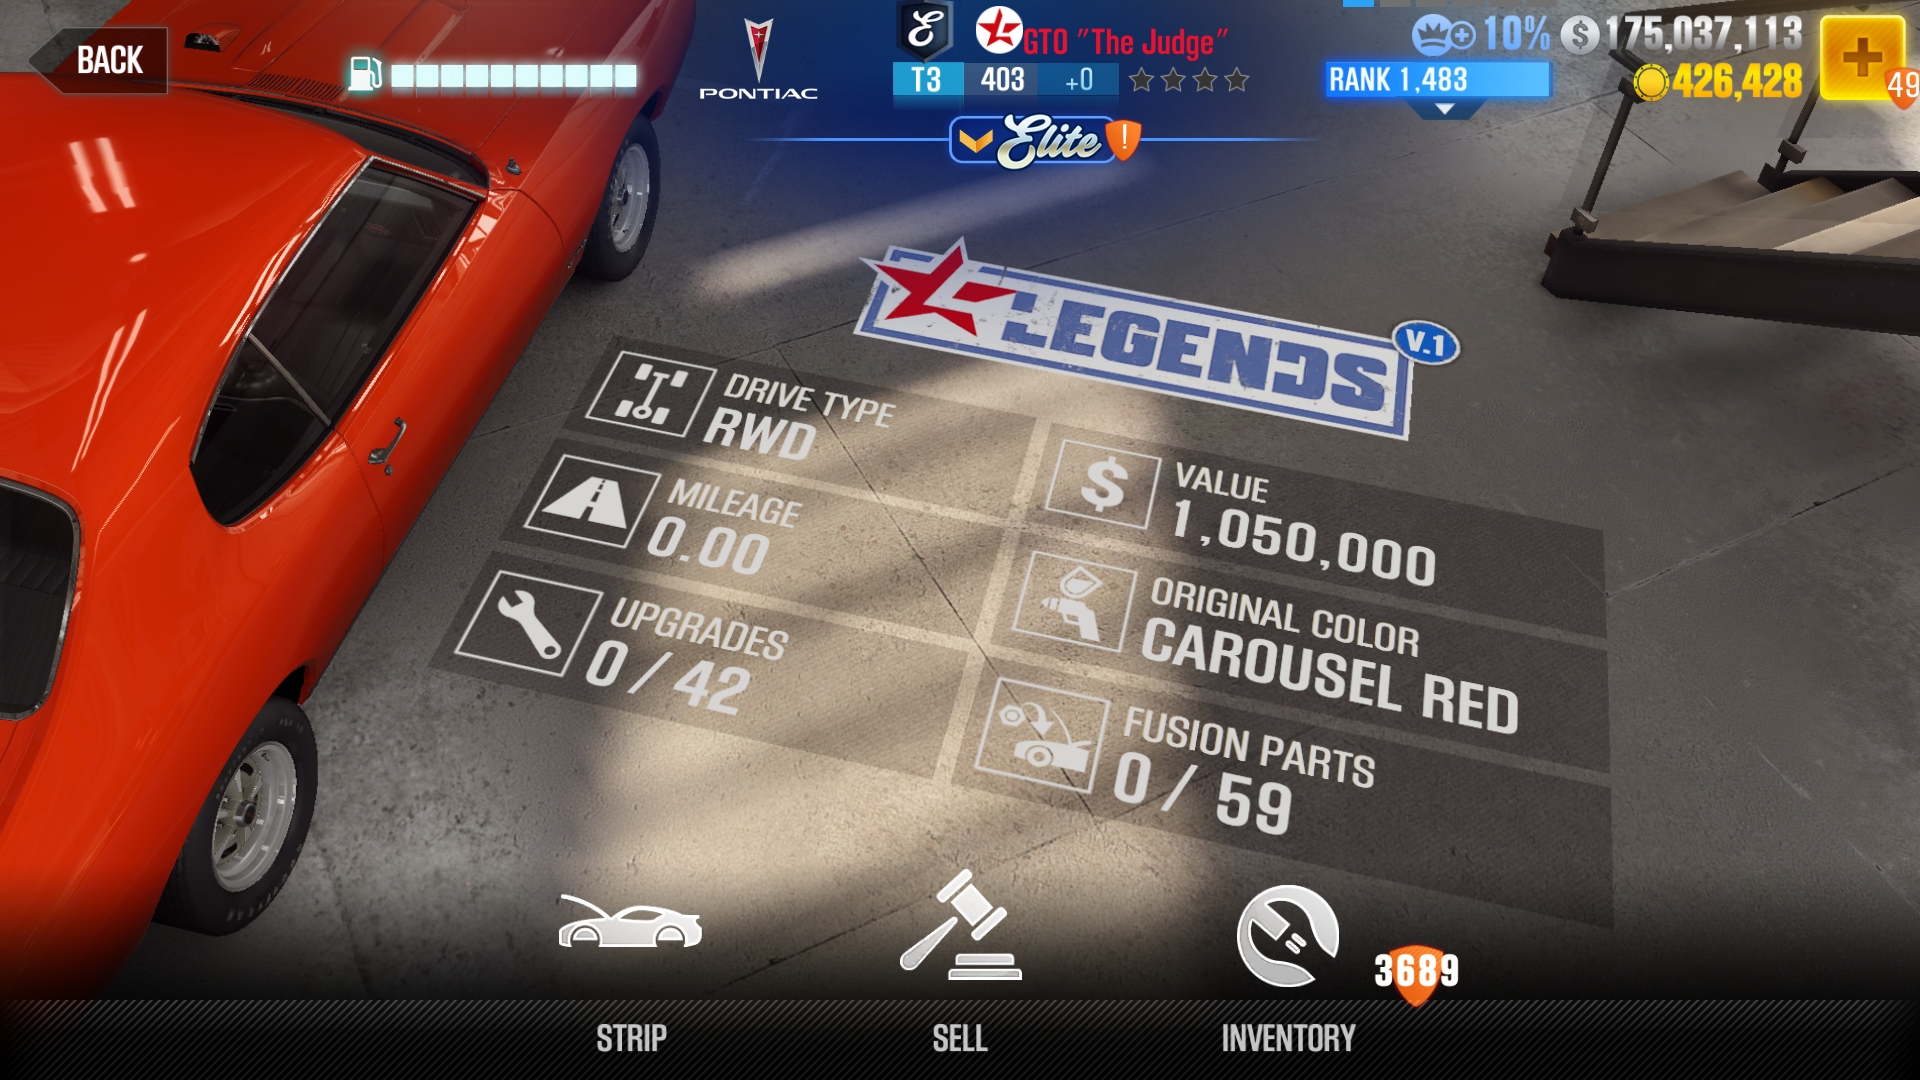 BACK
PONTIAC
E
GTO "The Judge"
T3 403 +0
Elite !
10%
RANK 1,483
$ 175,037,113
426,428
+
49
LEGENDS
V.1
DRIVE TYPE
RWD
MILEAGE
0.00
UPGRADES
0 / 42
$ VALUE
1,050,000
ORIGINAL COLOR
CAROUSEL RED
FUSION PARTS
0 / 59
3689
STRIP
SELL
INVENTORY